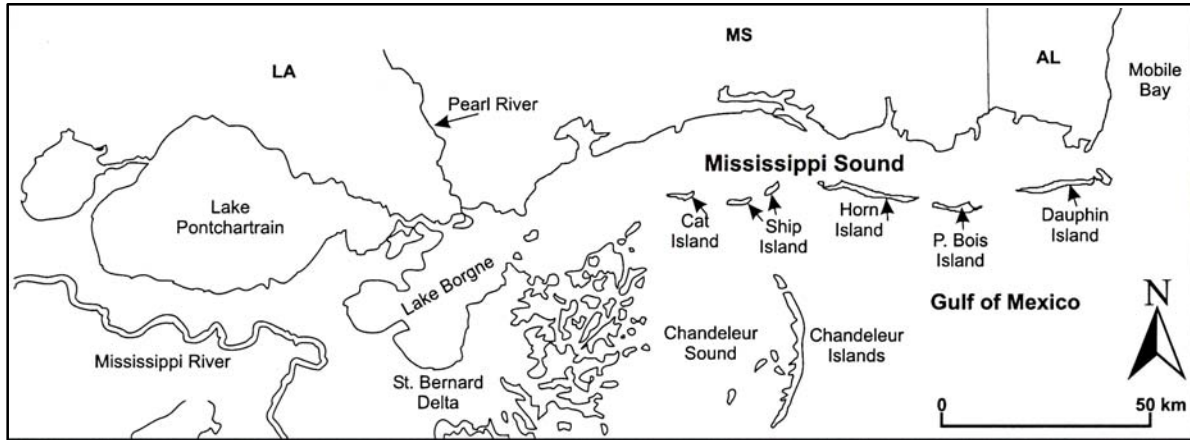 LA
MS
AL
Mobile
Bay
Pearl River
Mississippi Sound
Lake
Pontchartrain
Cat
Island
Ship
Island
Horn
Island
P. Bois
Island
Dauphin
Island
Lake Borgne
Gulf of Mexico
N
Mississippi River
St. Bernard
Delta
Chandeleur
Sound
Chandeleur
Islands
0
50 km